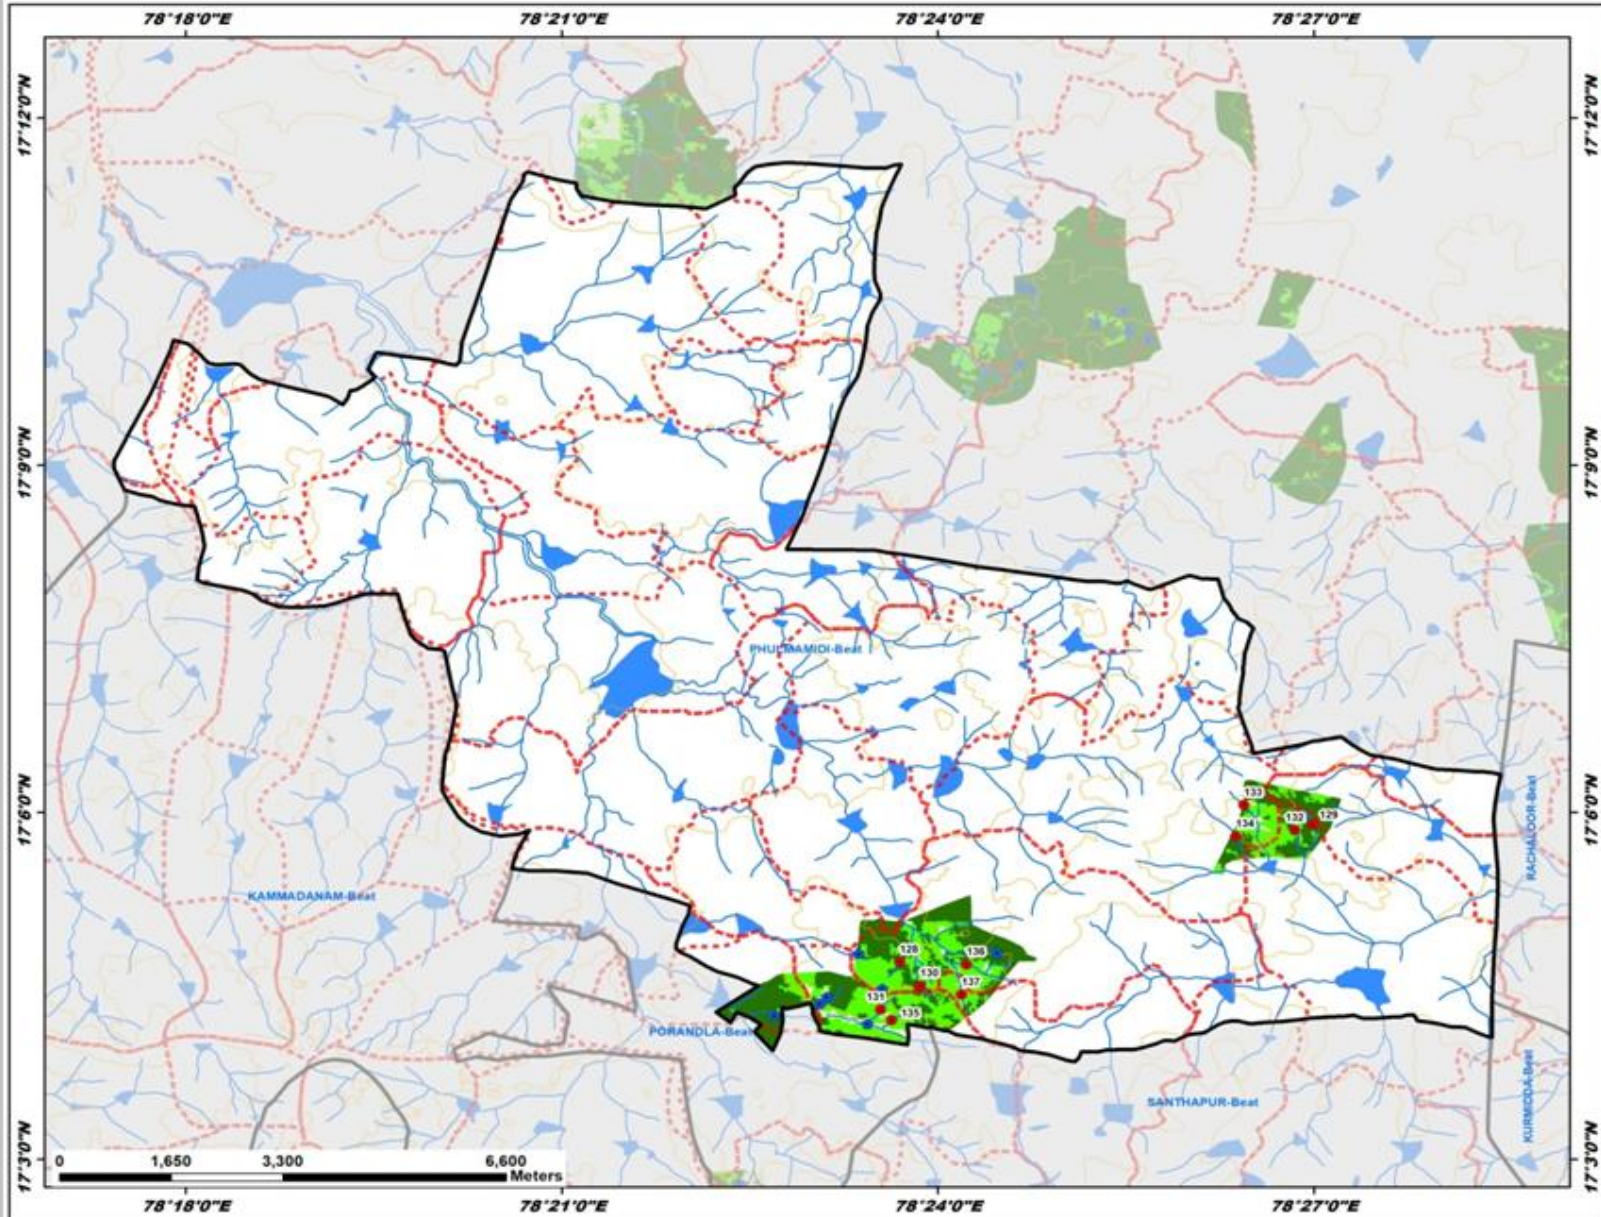 78°18'0"E 78°21'0"E 78°24'0"E 78°27'0"E
17°12'0"N 17°12'0"N
17°9'0"N 17°9'0"N
PHULMAMIDI-Beat
17°6'0"N 17°6'0"N
133
134 132 129
RACHALOOR-Beat
KAMMADANAM-Beat
128 136
130
137
131
135
PORANDLA-Beat
SANTHAPUR-Beat
KURMIDDA-Beat
17°3'0"N 17°3'0"N
0 1,650 3,300 6,600
Meters
78°18'0"E 78°21'0"E 78°24'0"E 78°27'0"E